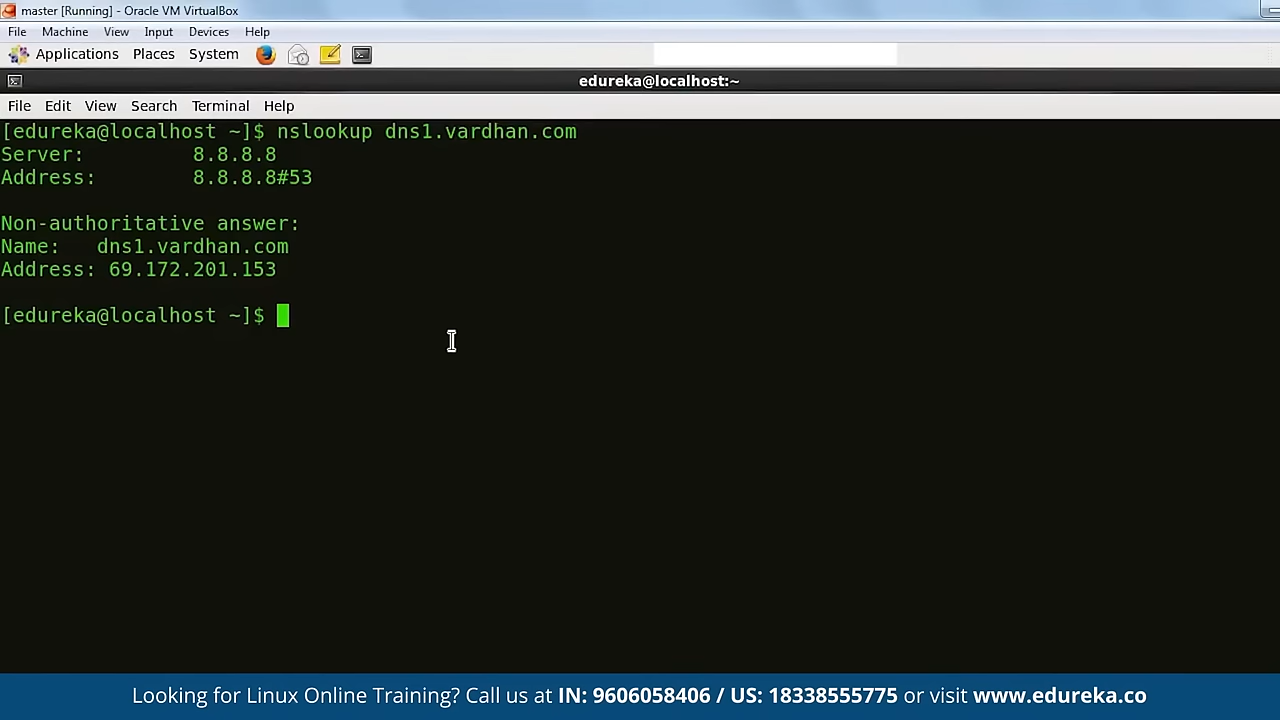 master [Running] - Oracle VM VirtualBox
File Machine View Input Devices Help
Applications Places System
edureka@localhost:~
File Edit View Search Terminal Help
[edureka@localhost ~]$ nslookup dns1.vardhan.com
Server: 8.8.8.8
Address: 8.8.8.8#53
Non-authoritative answer:
Name: dns1.vardhan.com
Address: 69.172.201.153
[edureka@localhost ~]$
Looking for Linux Online Training? Call us at IN: 9606058406 / US: 18338555775 or visit www.edureka.co